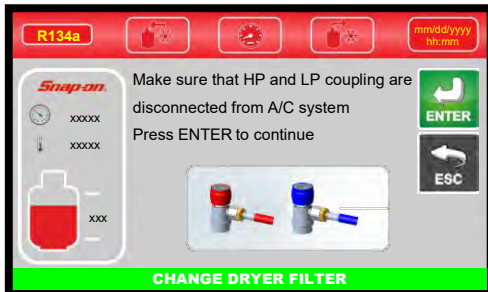 R134a
mm/dd/yyyy
hh:mm
Snap-on
xxxxx
xxxxx
xxx
Make sure that HP and LP coupling are
disconnected from A/C system
Press ENTER to continue
ENTER
ESC
CHANGE DRYER FILTER